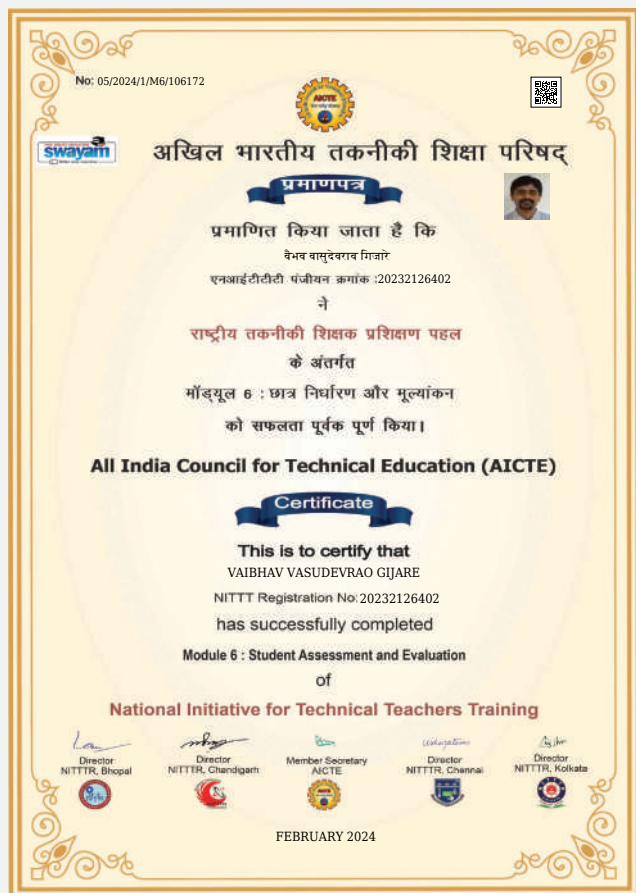 No: 05/2024/1/M6/106172
AICTE
swayam
अखिल भारतीय तकनीकी शिक्षा परिषद्
प्रमाणपत्र
प्रमाणित किया जाता है कि
वैभव वासुदेवराव गिजारे
एनआईटीटीटी पंजीयन क्रमांक :20232126402
ने
राष्ट्रीय तकनीकी शिक्षक प्रशिक्षण पहल
के अंतर्गत
मॉड्यूल 6 : छात्र निर्धारण और मूल्यांकन
को सफलता पूर्वक पूर्ण किया।
All India Council for Technical Education (AICTE)
Certificate
This is to certify that
VAIBHAV VASUDEVRAO GIJARE
NITTT Registration No: 20232126402
has successfully completed
Module 6 : Student Assessment and Evaluation
of
National Initiative for Technical Teachers Training
Director Director Member Secretary Director Director
NITTTR, Bhopal NITTTR, Chandigarh AICTE NITTTR, Chennai NITTTR, Kolkata
FEBRUARY 2024